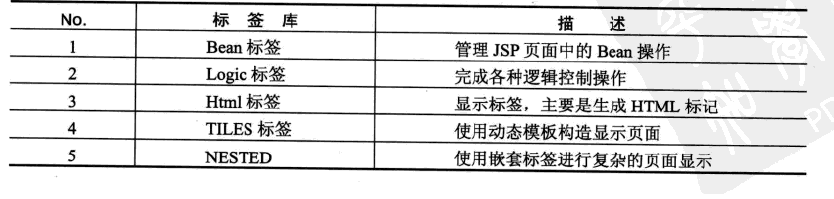 No. 标签库 描述
1 Bean 标签 管理 JSP 页面中的 Bean 操作
2 Logic 标签 完成各种逻辑控制操作
3 Html 标签 显示标签，主要是生成 HTML 标记
4 TILES 标签 使用动态模板构造显示页面
5 NESTED 使用嵌套标签进行复杂的页面显示